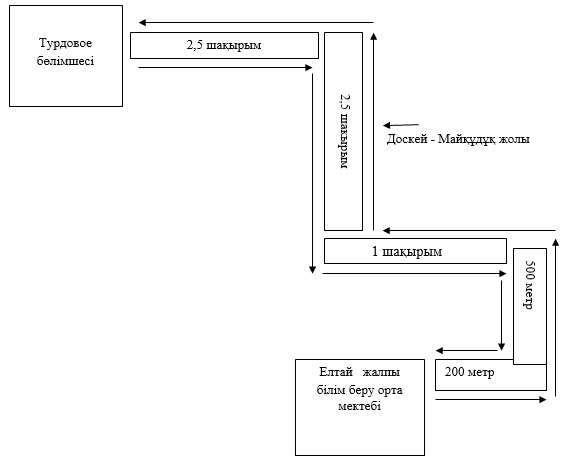 Турдовое
бөлімшесі
2,5 шақырым
2,5 шақырым
Доскей - Майқұдұқ жолы
1 шақырым
500 метр
Елтай жалпы
білім беру орта
мектебі
200 метр